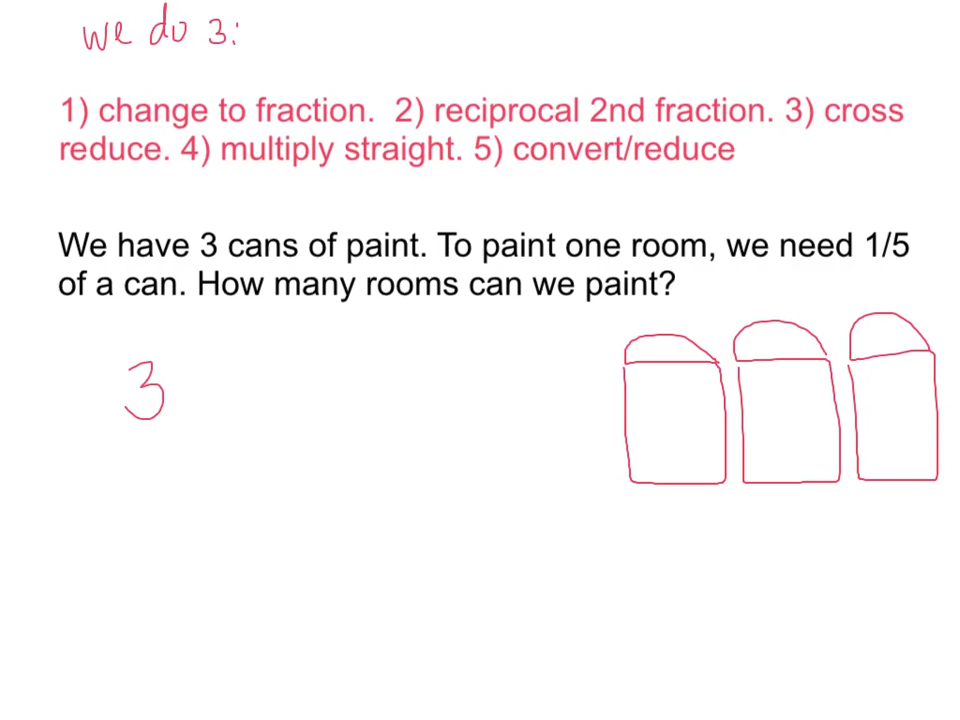 we do 3:
1) change to fraction. 2) reciprocal 2nd fraction. 3) cross
reduce. 4) multiply straight. 5) convert/reduce
We have 3 cans of paint. To paint one room, we need 1/5
of a can. How many rooms can we paint?
3